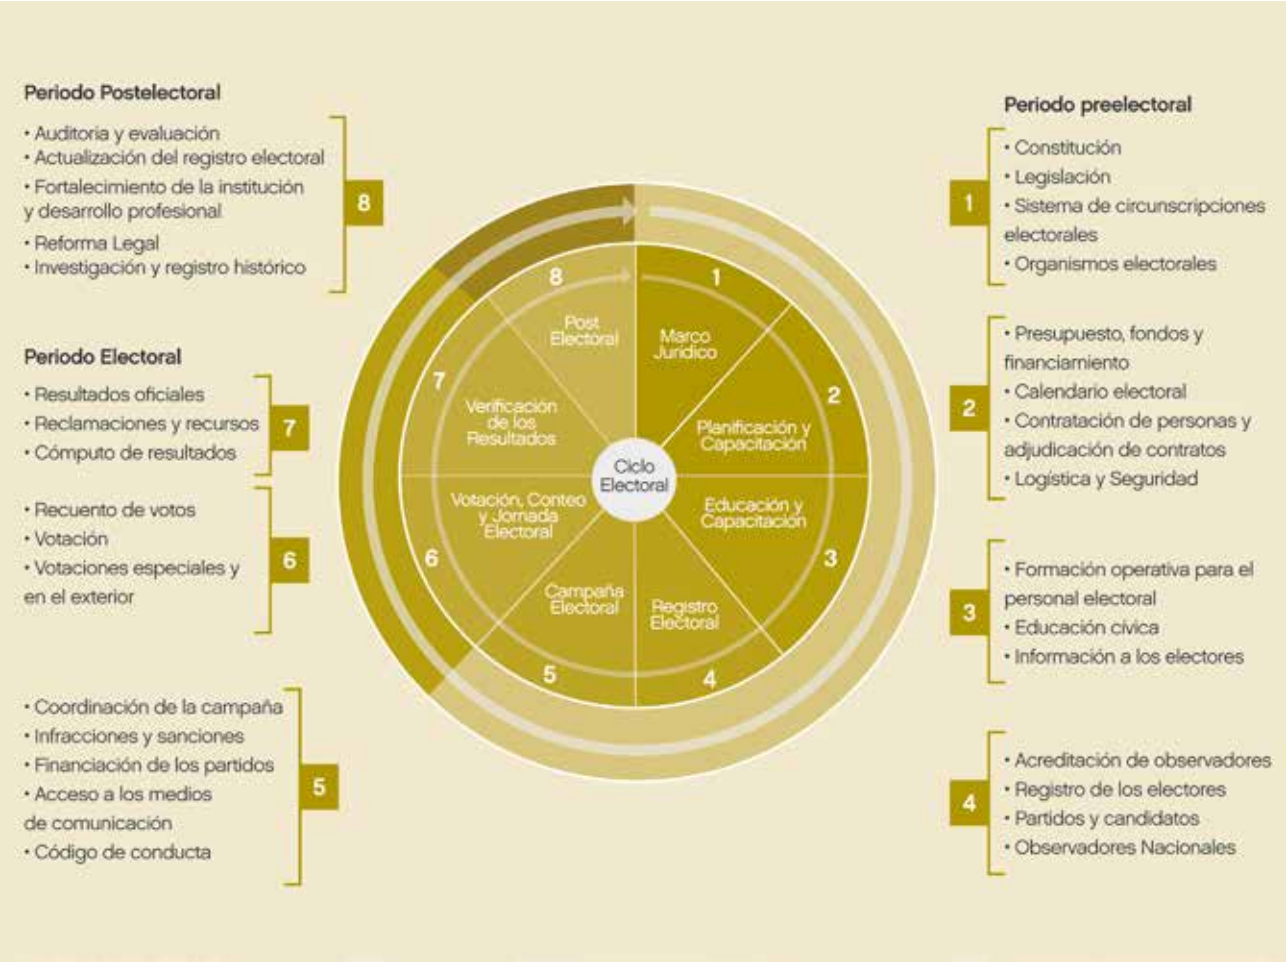 Periodo Postelectoral
• Auditoria y evaluación
• Actualización del registro electoral
• Fortalecimiento de la institución
y desarrollo profesional
• Reforma Legal
• Investigación y registro histórico
8
Periodo Electoral
• Resultados oficiales
• Reclamaciones y recursos
• Cómputo de resultados
7
• Recuento de votos
• Votación
• Votaciones especiales y
en el exterior
6
• Coordinación de la campaña
• Infracciones y sanciones
• Financiación de los partidos
• Acceso a los medios
de comunicación
• Código de conducta
5
Ciclo
Electoral
1
Marco
Jurídico
2
Planificación y
Capacitación
Educación y
Capacitación
3
Registro
Electoral
4
Campaña
Electoral
5
Votación, Conteo
y Jornada
Electoral
6
7
Verificación
de los
Resultados
8
Post
Electoral
Periodo preelectoral
1
• Constitución
• Legislación
• Sistema de circunscripciones
electorales
• Organismos electorales
2
• Presupuesto, fondos y
financiamiento
• Calendario electoral
• Contratación de personas y
adjudicación de contratos
• Logística y Seguridad
3
• Formación operativa para el
personal electoral
• Educación cívica
• Información a los electores
4
• Acreditación de observadores
• Registro de los electores
• Partidos y candidatos
• Observadores Nacionales